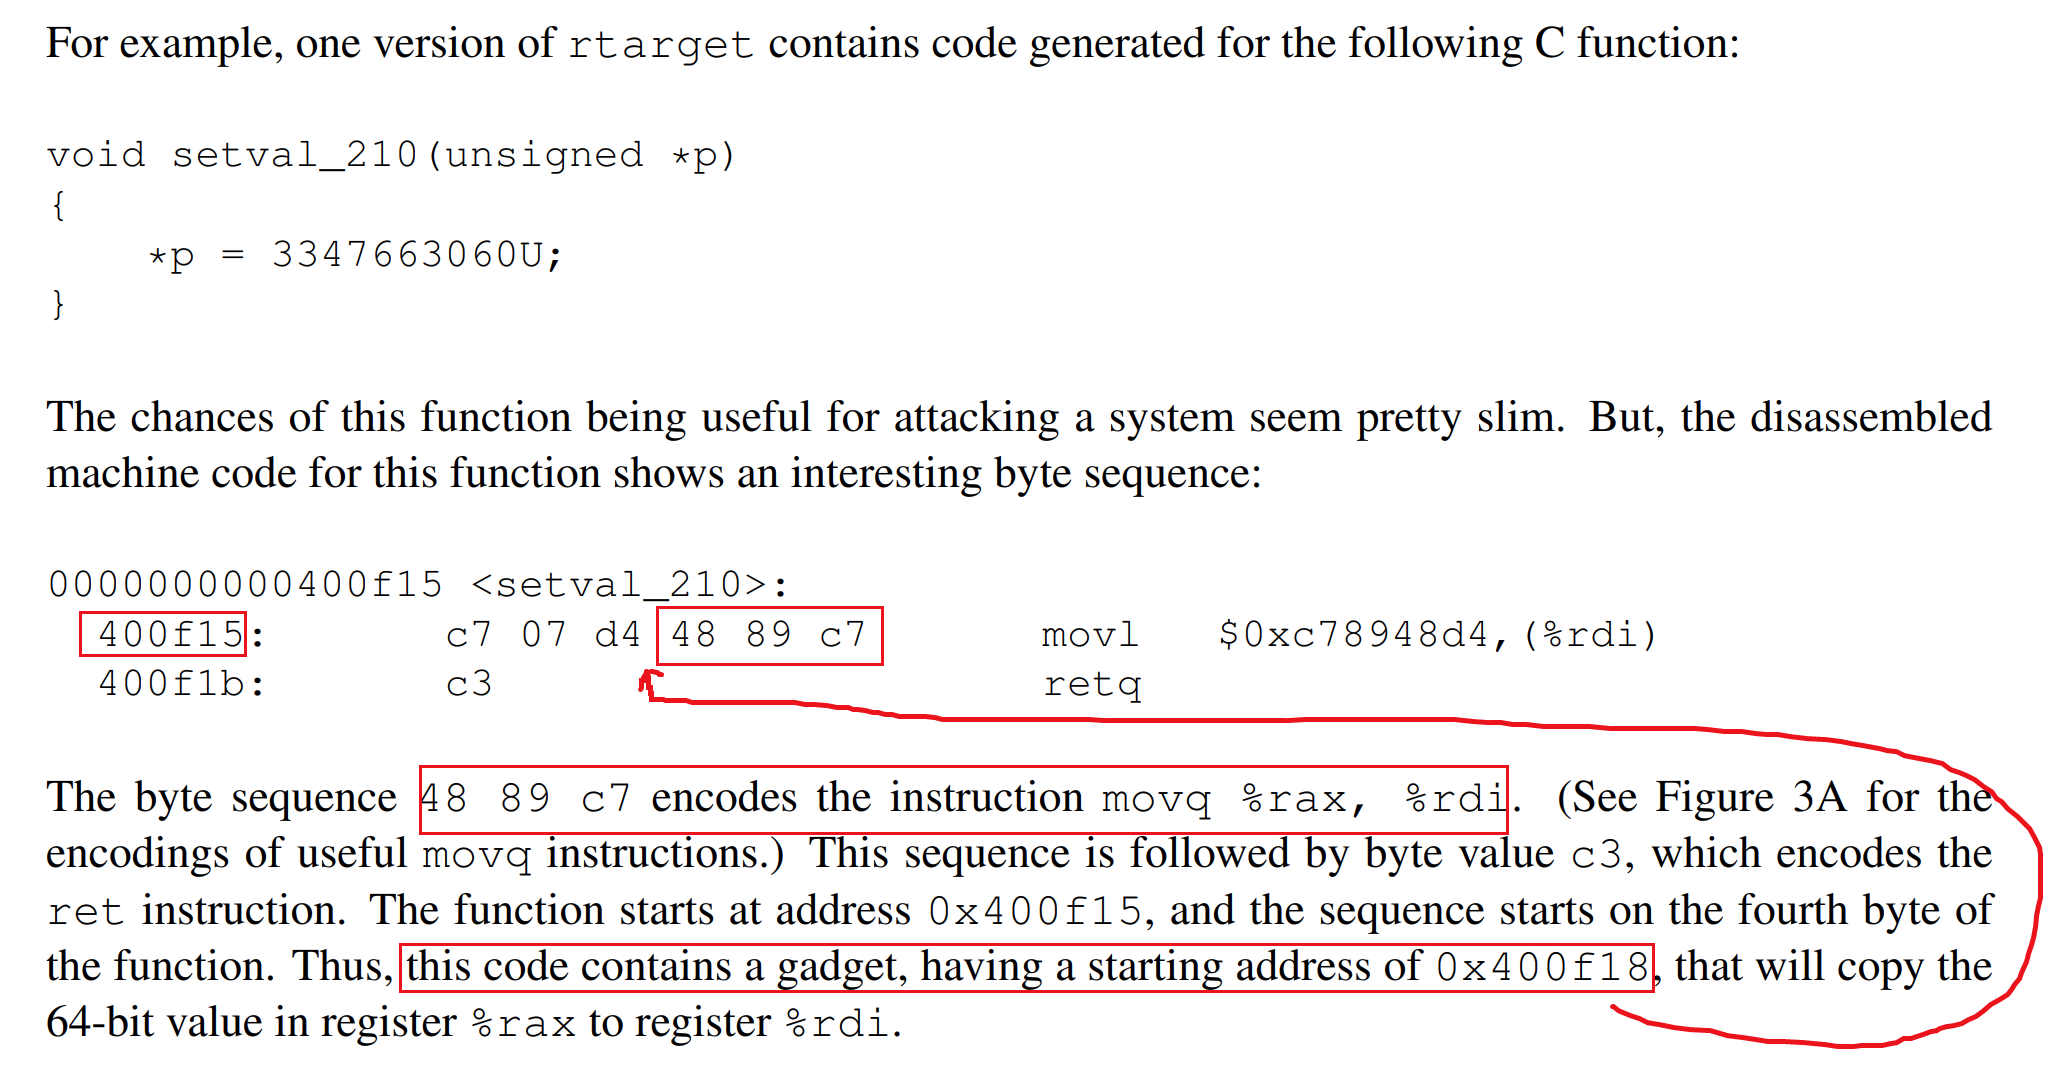 For example, one version of rtarget contains code generated for the following C function:
void setval_210(unsigned *p)
{
    *p = 3347663060U;
}
The chances of this function being useful for attacking a system seem pretty slim. But, the disassembled
machine code for this function shows an interesting byte sequence:
0000000000400f15 <setval_210>:
  400f15:       c7 07 d4 48 89 c7       movl   $0xc78948d4,(%rdi)
  400f1b:       c3                      retq
The byte sequence 48 89 c7 encodes the instruction movq %rax, %rdi. (See Figure 3A for the
encodings of useful movq instructions.) This sequence is followed by byte value c3, which encodes the
ret instruction. The function starts at address 0x400f15, and the sequence starts on the fourth byte of
the function. Thus, this code contains a gadget, having a starting address of 0x400f18, that will copy the
64-bit value in register %rax to register %rdi.